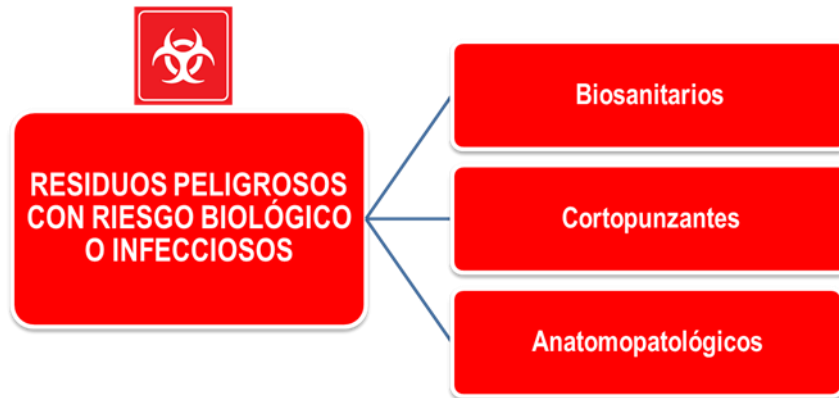 RESIDUOS PELIGROSOS
CON RIESGO BIOLÓGICO
O INFECCIOSOS
Biosanitarios
Cortopunzantes
Anatomopatológicos